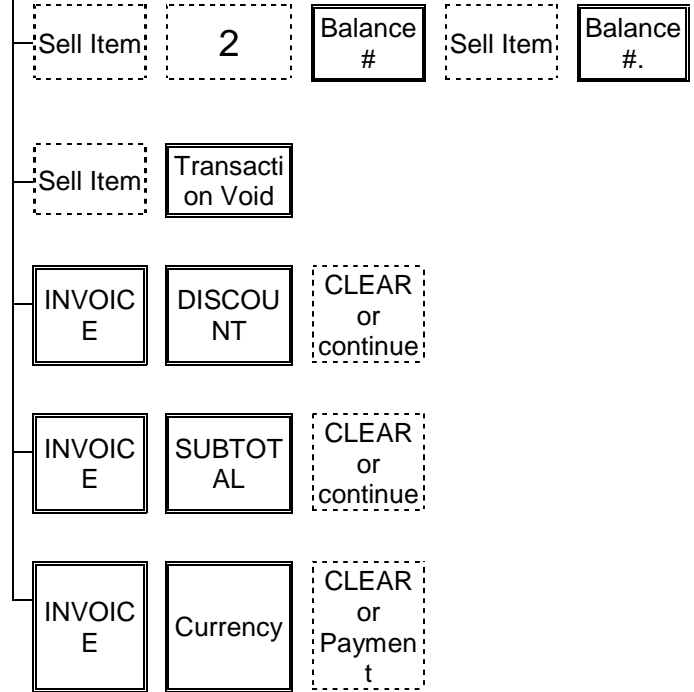 Sell Item
2
Balance
#
Sell Item
Balance
#.
Sell Item
Transacti
on Void
INVOIC
E
DISCOU
NT
CLEAR
or
continue
INVOIC
E
SUBTOT
AL
CLEAR
or
continue
INVOIC
E
Currency
CLEAR
or
Paymen
t